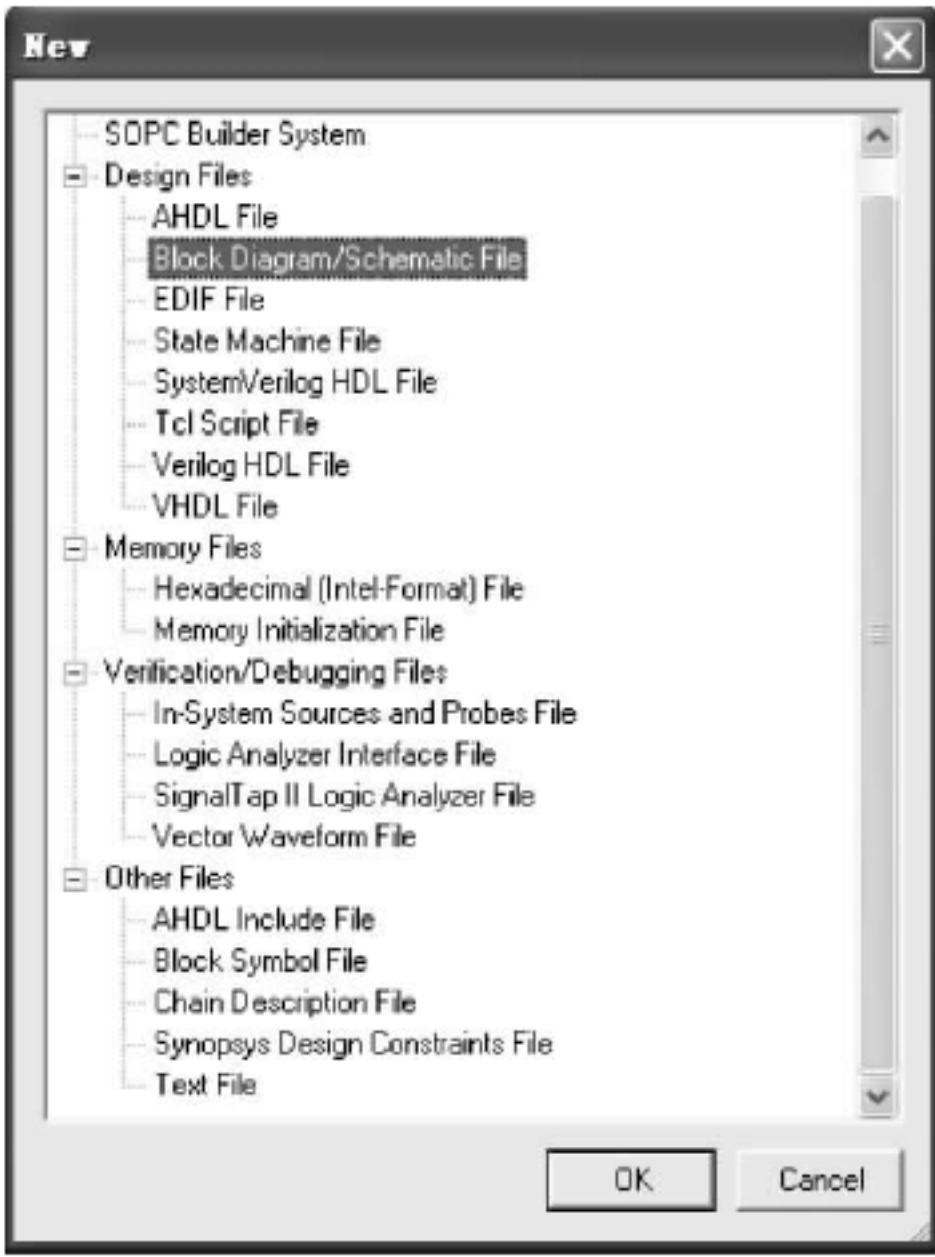 New
SOPC Builder System
Design Files
AHDL File
Block Diagram/Schematic File
EDIF File
State Machine File
SystemVerilog HDL File
Tcl Script File
Verilog HDL File
VHDL File
Memory Files
Hexadecimal (Intel-Format) File
Memory Initialization File
Verification/Debugging Files
In-System Sources and Probes File
Logic Analyzer Interface File
SignalTap II Logic Analyzer File
Vector Waveform File
Other Files
AHDL Include File
Block Symbol File
Chain Description File
Synopsys Design Constraints File
Text File
OK Cancel